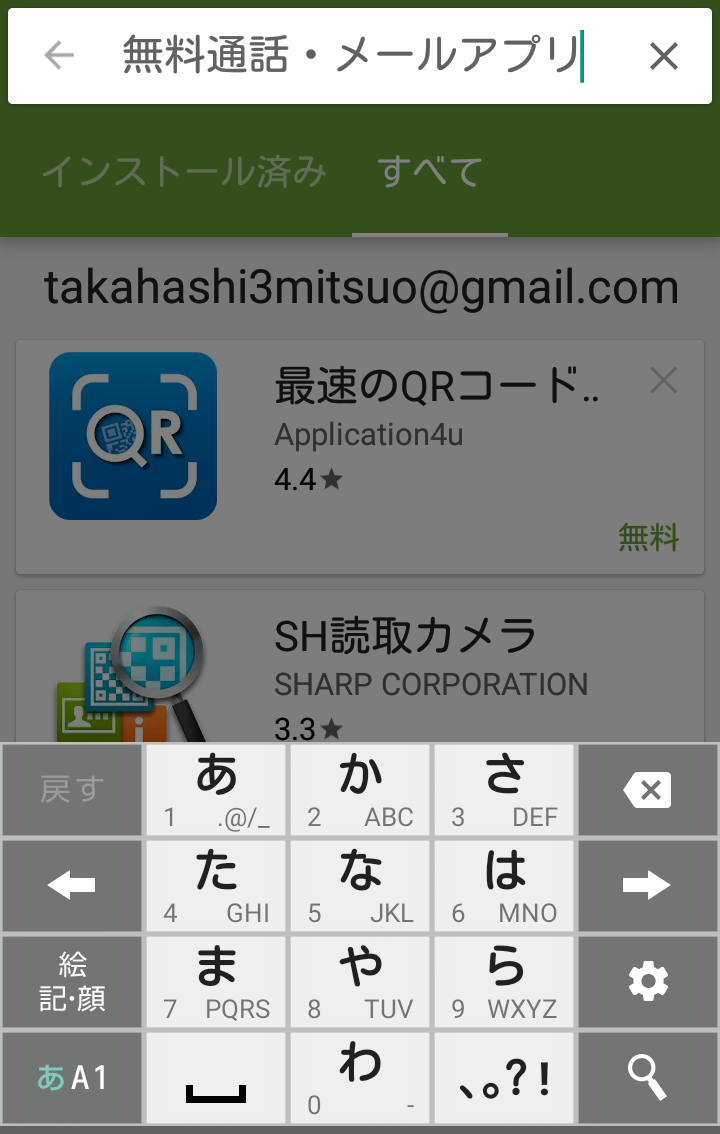 無料通話・メールアプリ
インストール済み すべて
takahashi3mitsuo@gmail.com
QR
最速のQRコード..
Application4u
4.4★
無料
SH読取カメラ
SHARP CORPORATION
3.3★
戻す あ 1 .@/_ か 2 ABC さ 3 DEF
た 4 GHI な 5 JKL は 6 MNO
絵記・顔 ま 7 PQRS や 8 TUV ら 9 WXYZ
あA1 わ 0 - 、。?!